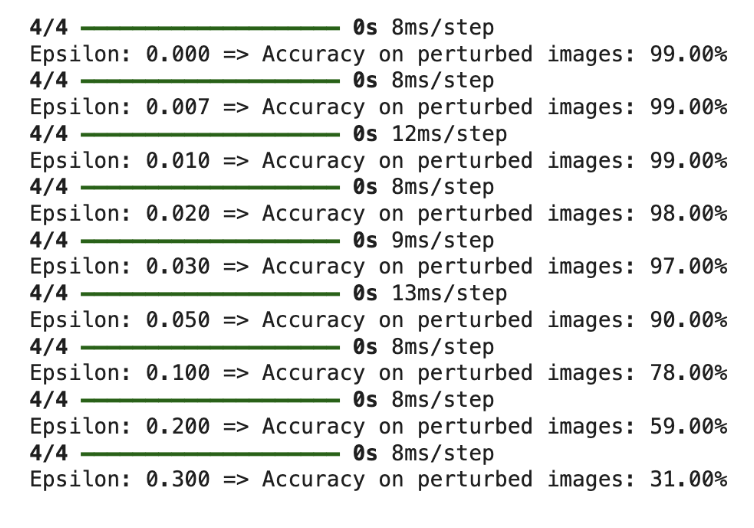 4/4 ━━━━━━━━━━━━━━━━━━━━ 0s 8ms/step
Epsilon: 0.000 => Accuracy on perturbed images: 99.00%
4/4 ━━━━━━━━━━━━━━━━━━━━ 0s 8ms/step
Epsilon: 0.007 => Accuracy on perturbed images: 99.00%
4/4 ━━━━━━━━━━━━━━━━━━━━ 0s 12ms/step
Epsilon: 0.010 => Accuracy on perturbed images: 99.00%
4/4 ━━━━━━━━━━━━━━━━━━━━ 0s 8ms/step
Epsilon: 0.020 => Accuracy on perturbed images: 98.00%
4/4 ━━━━━━━━━━━━━━━━━━━━ 0s 9ms/step
Epsilon: 0.030 => Accuracy on perturbed images: 97.00%
4/4 ━━━━━━━━━━━━━━━━━━━━ 0s 13ms/step
Epsilon: 0.050 => Accuracy on perturbed images: 90.00%
4/4 ━━━━━━━━━━━━━━━━━━━━ 0s 8ms/step
Epsilon: 0.100 => Accuracy on perturbed images: 78.00%
4/4 ━━━━━━━━━━━━━━━━━━━━ 0s 8ms/step
Epsilon: 0.200 => Accuracy on perturbed images: 59.00%
4/4 ━━━━━━━━━━━━━━━━━━━━ 0s 8ms/step
Epsilon: 0.300 => Accuracy on perturbed images: 31.00%